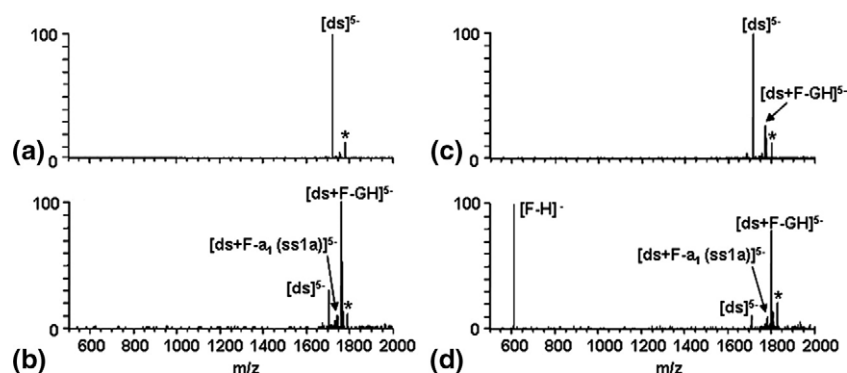 [ds]5-
100
*
0
(a)
[ds]5-
100
[ds+F-GH]5-
*
0
(c)
[ds+F-GH]5-
100
[ds+F-a1 (ss1a)]5-
[ds]5-
*
0
600 800 1000 1200 1400 1600 1800 2000
(b)
m/z
[F-H] -
100
[ds+F-GH]5-
[ds+F-a1 (ss1a)]5-
[ds]5-
*
0
600 800 1000 1200 1400 1600 1800 2000
(d)
m/z